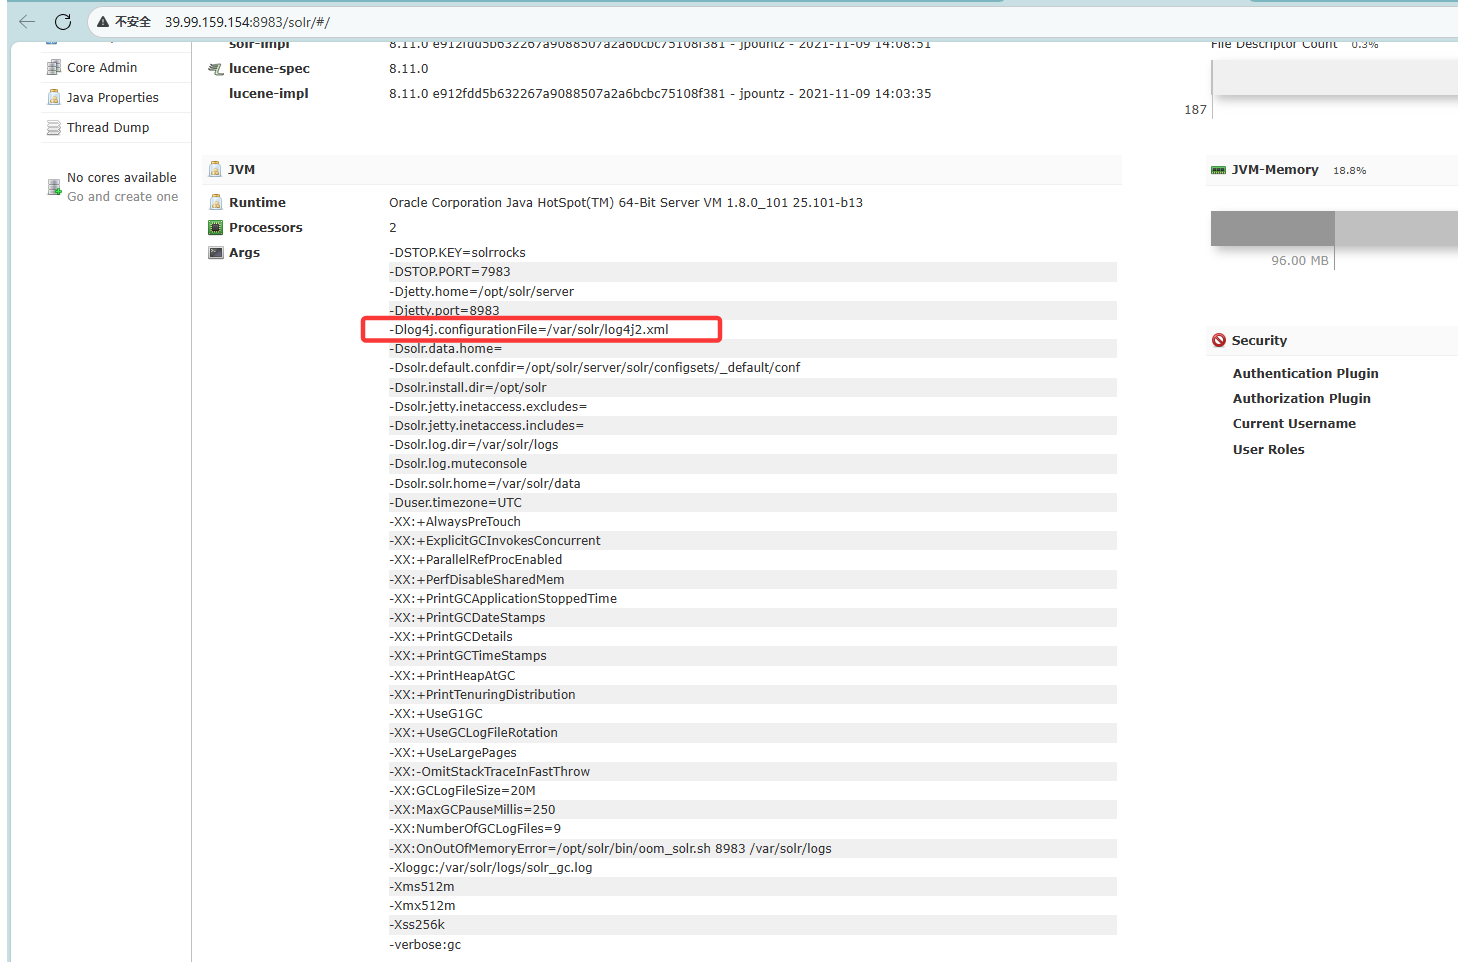 不安全 39.99.159.154:8983/solr/#/
Core Admin
Java Properties
Thread Dump
No cores available
Go and create one
solr-impl 8.11.0 e912fdd5b632267a9088507a2a6bcbc75108f381 - jpountz - 2021-11-09 14:08:51
lucene-spec 8.11.0
lucene-impl 8.11.0 e912fdd5b632267a9088507a2a6bcbc75108f381 - jpountz - 2021-11-09 14:03:35
JVM
Runtime Oracle Corporation Java HotSpot(TM) 64-Bit Server VM 1.8.0_101 25.101-b13
Processors 2
Args
-DSTOP.KEY=solrrocks
-DSTOP.PORT=7983
-Djetty.home=/opt/solr/server
-Djetty.port=8983
-Dlog4j.configurationFile=/var/solr/log4j2.xml
-Dsolr.data.home=
-Dsolr.default.confdir=/opt/solr/server/solr/configsets/_default/conf
-Dsolr.install.dir=/opt/solr
-Dsolr.jetty.inetaccess.excludes=
-Dsolr.jetty.inetaccess.includes=
-Dsolr.log.dir=/var/solr/logs
-Dsolr.log.muteconsole
-Dsolr.solr.home=/var/solr/data
-Duser.timezone=UTC
-XX:+AlwaysPreTouch
-XX:+ExplicitGCInvokesConcurrent
-XX:+ParallelRefProcEnabled
-XX:+PerfDisableSharedMem
-XX:+PrintGCApplicationStoppedTime
-XX:+PrintGCDateStamps
-XX:+PrintGCDetails
-XX:+PrintGCTimeStamps
-XX:+PrintHeapAtGC
-XX:+PrintTenuringDistribution
-XX:+UseG1GC
-XX:+UseGCLogFileRotation
-XX:+UseLargePages
-XX:-OmitStackTraceInFastThrow
-XX:GCLogFileSize=20M
-XX:MaxGCPauseMillis=250
-XX:NumberOfGCLogFiles=9
-XX:OnOutOfMemoryError=/opt/solr/bin/oom_solr.sh 8983 /var/solr/logs
-Xloggc:/var/solr/logs/solr_gc.log
-Xms512m
-Xmx512m
-Xss256k
-verbose:gc
File Descriptor Count 0.3%
187
JVM-Memory 18.8%
96.00 MB
Security
Authentication Plugin
Authorization Plugin
Current Username
User Roles